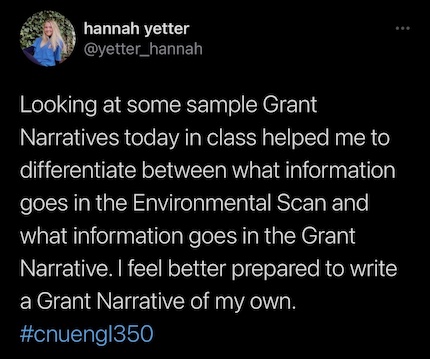 hannah yetter
@yetter_hannah
Looking at some sample Grant
Narratives today in class helped me to
differentiate between what information
goes in the Environmental Scan and
what information goes in the Grant
Narrative. I feel better prepared to write
a Grant Narrative of my own.
#cnuengl350